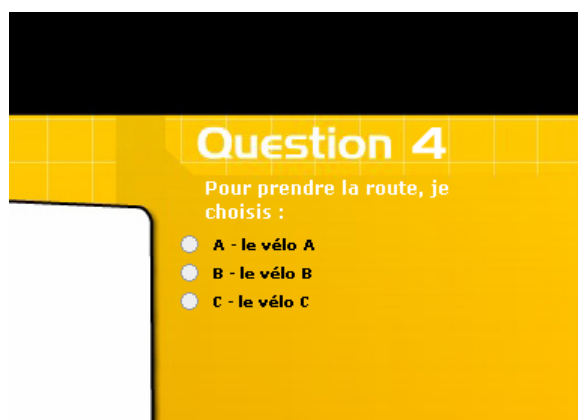 Question 4
Pour prendre la route, je
choisis :
A - le vélo A
B - le vélo B
C - le vélo C